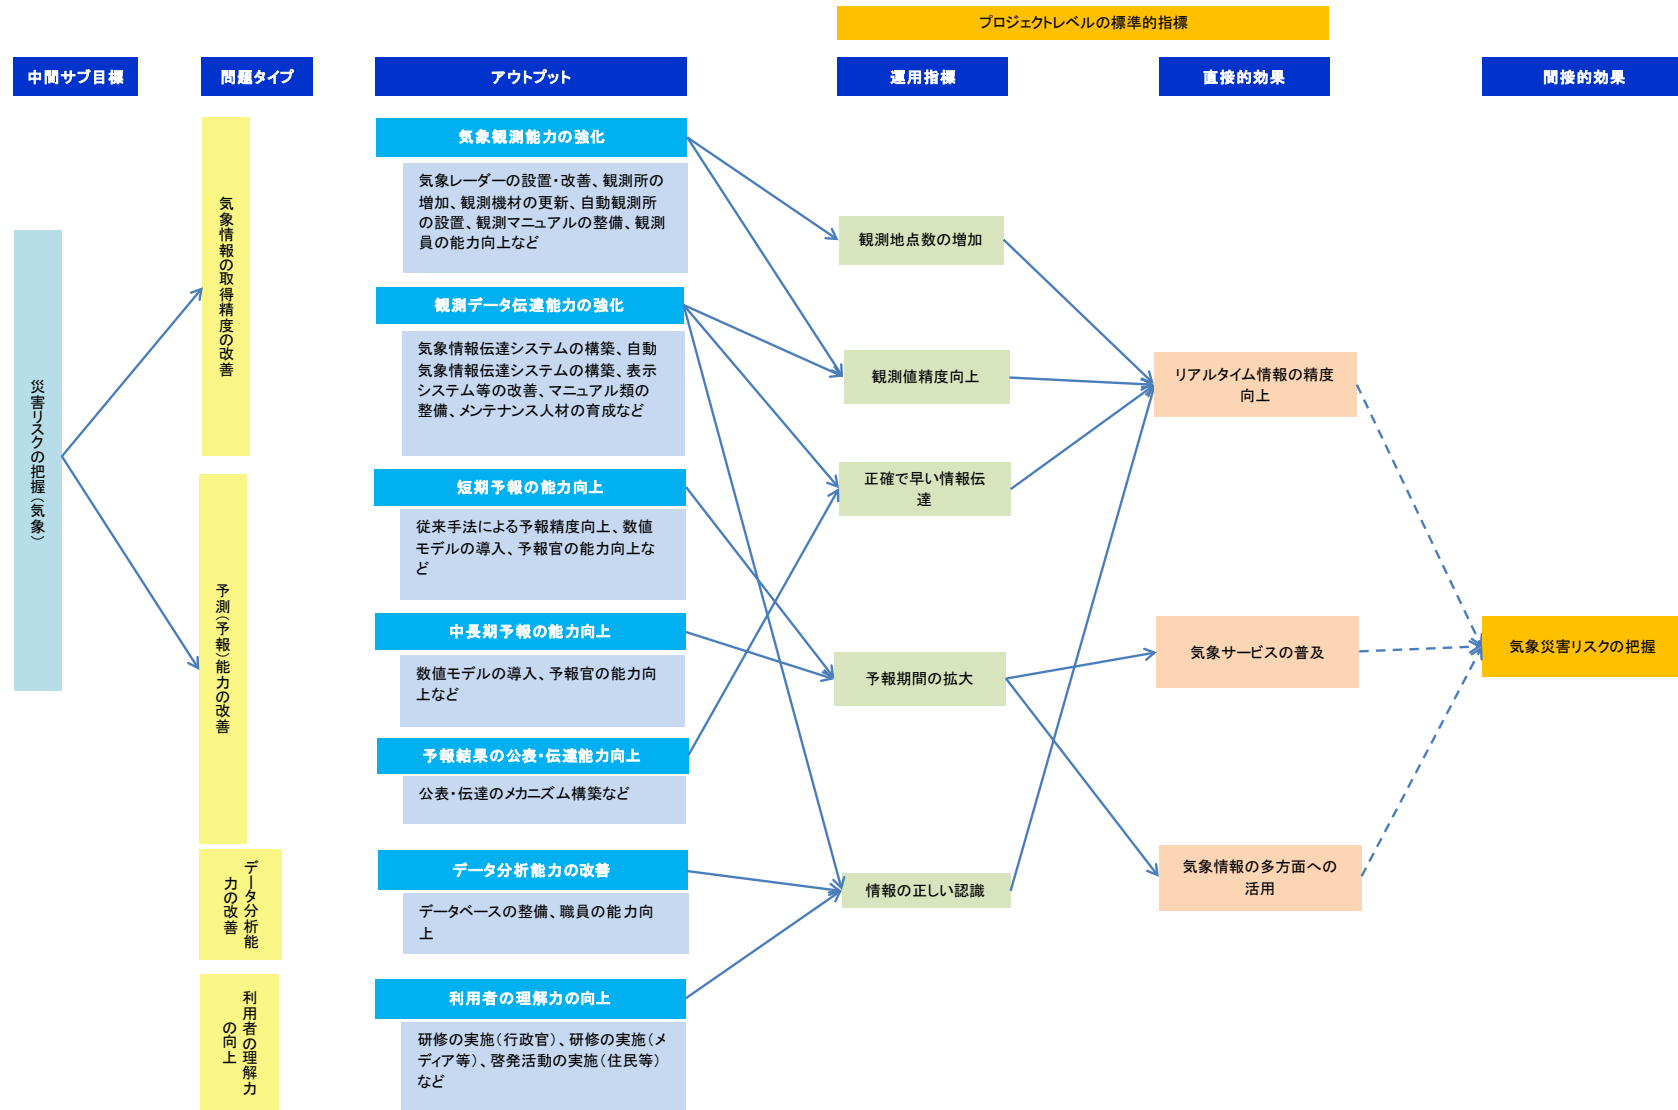 プロジェクトレベルの標準的指標
中間サブ目標
問題タイプ
アウトプット
運用指標
直接的効果
間接的効果
災害リスクの把握（気象）
気象情報の取得精度の改善
予測（予報）能力の改善
データ分析能
力の改善
利用者の理解力
の向上
気象観測能力の強化
気象レーダーの設置・改善、観測所の
増加、観測機材の更新、自動観測所
の設置、観測マニュアルの整備、観測
員の能力向上など
観測データ伝達能力の強化
気象情報伝達システムの構築、自動
気象情報伝達システムの構築、表示
システム等の改善、マニュアル類の
整備、メンテナンス人材の育成など
短期予報の能力向上
従来手法による予報精度向上、数値
モデルの導入、予報官の能力向上な
ど
中長期予報の能力向上
数値モデルの導入、予報官の能力向
上など
予報結果の公表・伝達能力向上
公表・伝達のメカニズム構築など
データ分析能力の改善
データベースの整備、職員の能力向
上
利用者の理解力の向上
研修の実施（行政官）、研修の実施（メ
ディア等）、啓発活動の実施（住民等）
など
観測地点数の増加
観測値精度向上
正確で早い情報伝
達
予報期間の拡大
情報の正しい認識
リアルタイム情報の精度
向上
気象サービスの普及
気象情報の多方面への
活用
気象災害リスクの把握